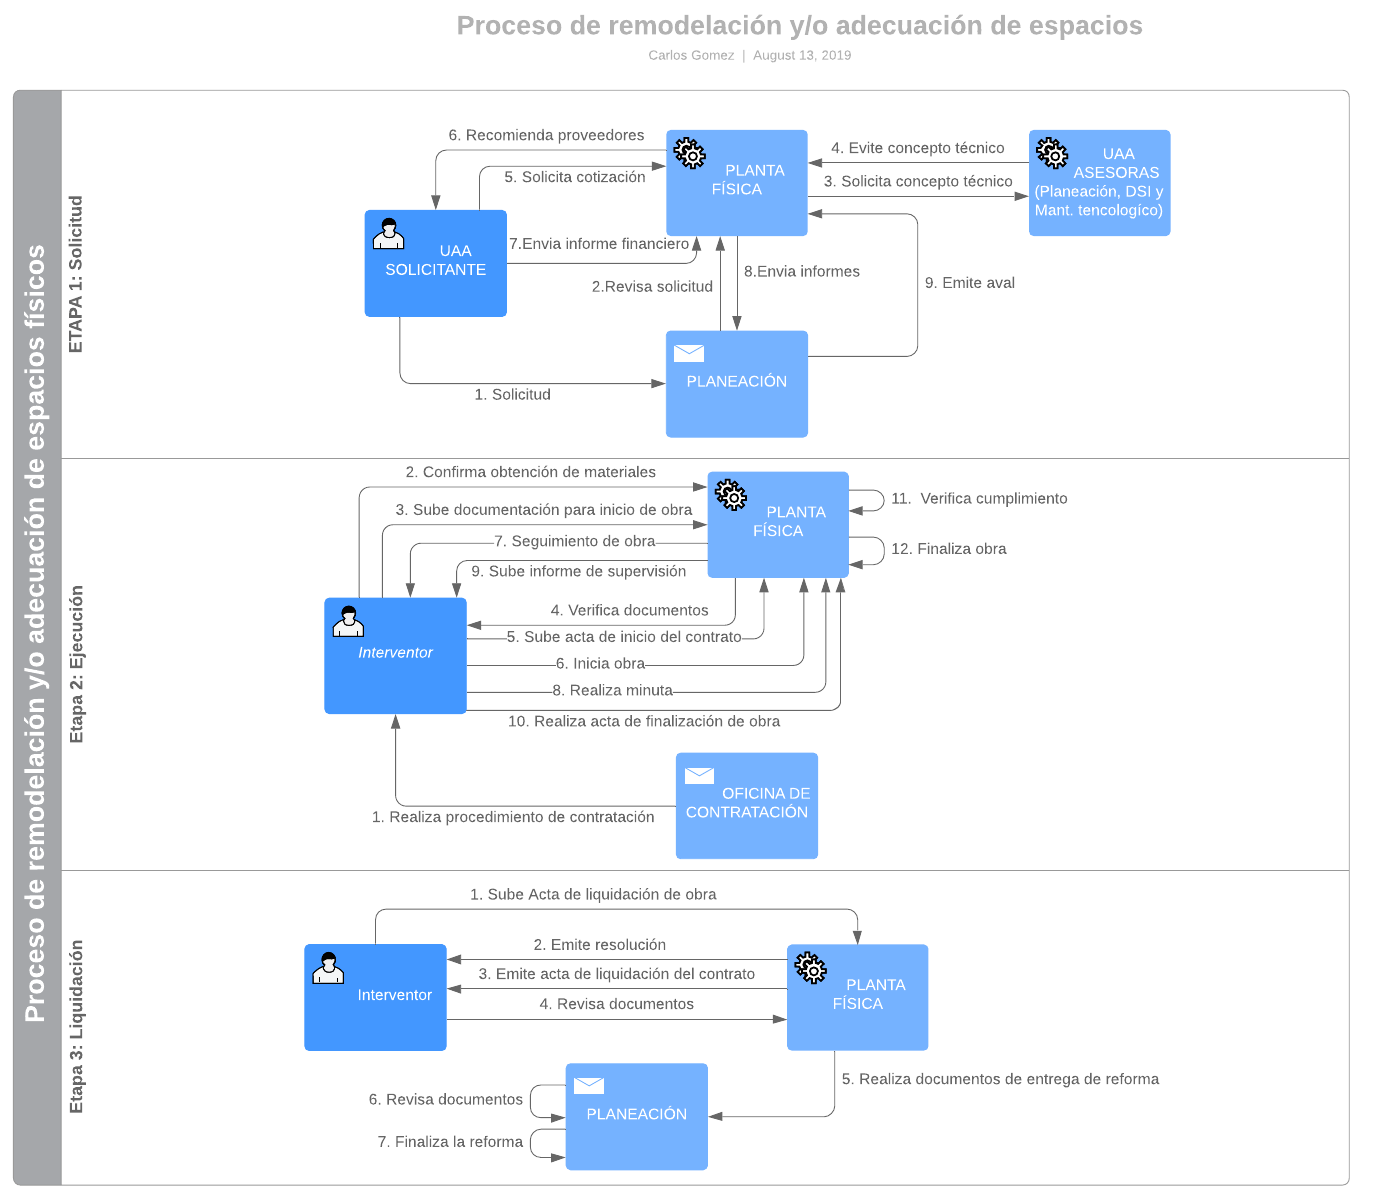 Proceso de remodelación y/o adecuación de espacios
Carlos Gomez | August 13, 2019
Proceso de remodelación y/o adecuación de espacios físicos
ETAPA 1: Solicitud
6. Recomienda proveedores
5. Solicita cotización
PLANTA
FÍSICA
4. Evite concepto técnico
3. Solicita concepto técnico
UAA
ASESORAS
(Planeación, DSI y
Mant. tencologíco)
UAA
SOLICITANTE
7.Envia informe financiero
2.Revisa solicitud
8.Envia informes
9. Emite aval
PLANEACIÓN
1. Solicitud
Etapa 2: Ejecución
2. Confirma obtención de materiales
3. Sube documentación para inicio de obra
7. Seguimiento de obra
9. Sube informe de supervisión
PLANTA
FÍSICA
11. Verifica cumplimiento
12. Finaliza obra
4. Verifica documentos
5. Sube acta de inicio del contrato
Interventor
6. Inicia obra
8. Realiza minuta
10. Realiza acta de finalización de obra
OFICINA DE
CONTRATACIÓN
1. Realiza procedimiento de contratación
Etapa 3: Liquidación
1. Sube Acta de liquidación de obra
2. Emite resolución
3. Emite acta de liquidación del contrato
4. Revisa documentos
Interventor
PLANTA
FÍSICA
5. Realiza documentos de entrega de reforma
6. Revisa documentos
PLANEACIÓN
7. Finaliza la reforma